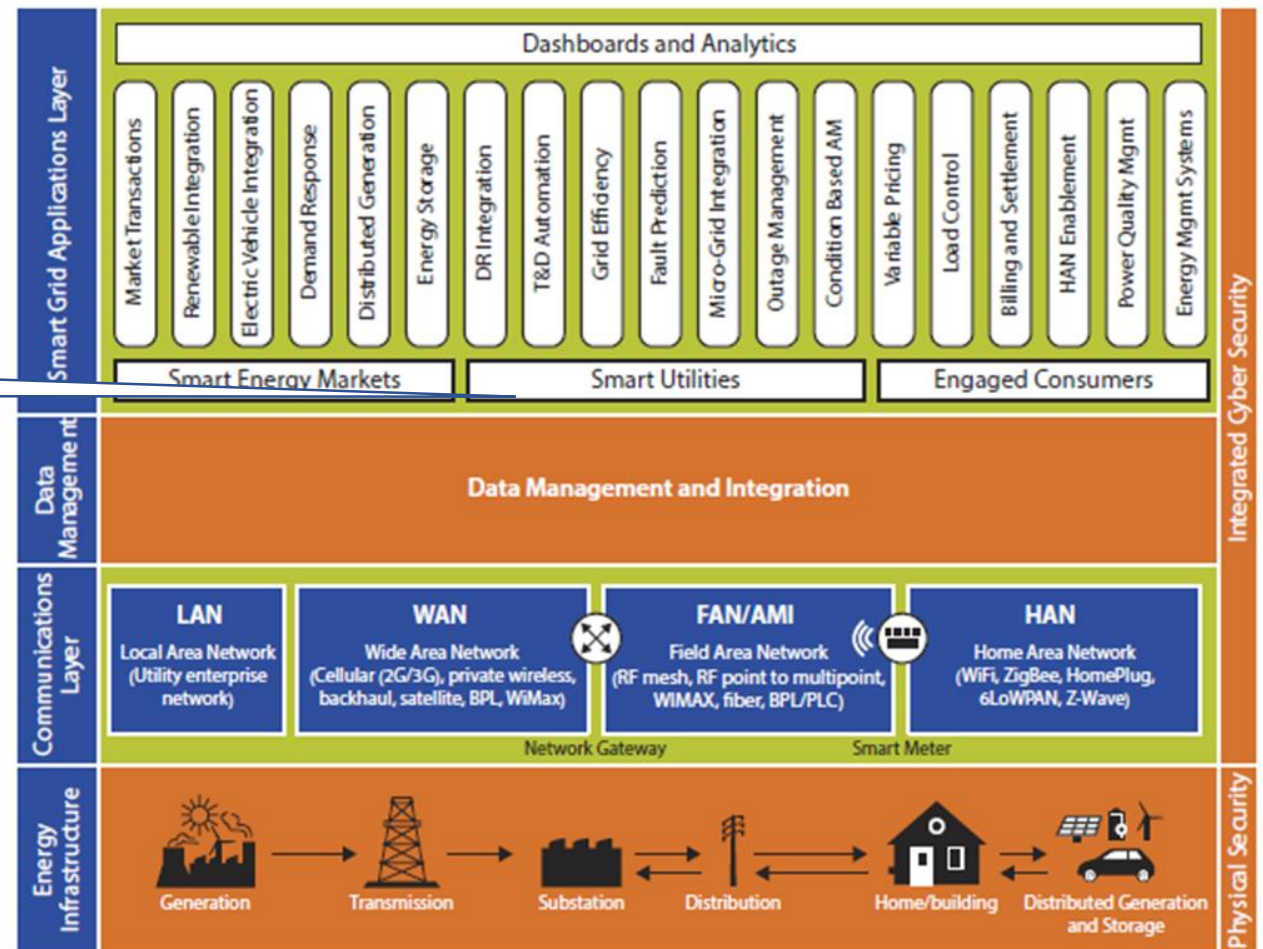 Smart Grid Applications Layer
Dashboards and Analytics
Market Transactions
Renewable Integration
Electric Vehicle Integration
Demand Response
Distributed Generation
Energy Storage
DR Integration
T&D Automation
Grid Efficiency
Fault Prediction
Micro-Grid Integration
Outage Management
Condition Based AM
Variable Pricing
Load Control
Billing and Settlement
HAN Enablement
Power Quality Mgmt
Energy Mgmt Systems
Smart Energy Markets
Smart Utilities
Engaged Consumers
Integrated Cyber Security
Data
Management
Data Management and Integration
Communications
Layer
LAN
Local Area Network
(Utility enterprise
network)
WAN
Wide Area Network
(Cellular (2G/3G), private wireless,
backhaul, satellite, BPL, WiMax)
FAN/AMI
Field Area Network
(RF mesh, RF point to multipoint,
WIMAX, fiber, BPL/PLC)
HAN
Home Area Network
(WiFi, ZigBee, HomePlug,
6LoWPAN, Z-Wave)
Network Gateway
Smart Meter
Energy
Infrastructure
Generation
Transmission
Substation
Distribution
Home/building
Distributed Generation
and Storage
Physical Security